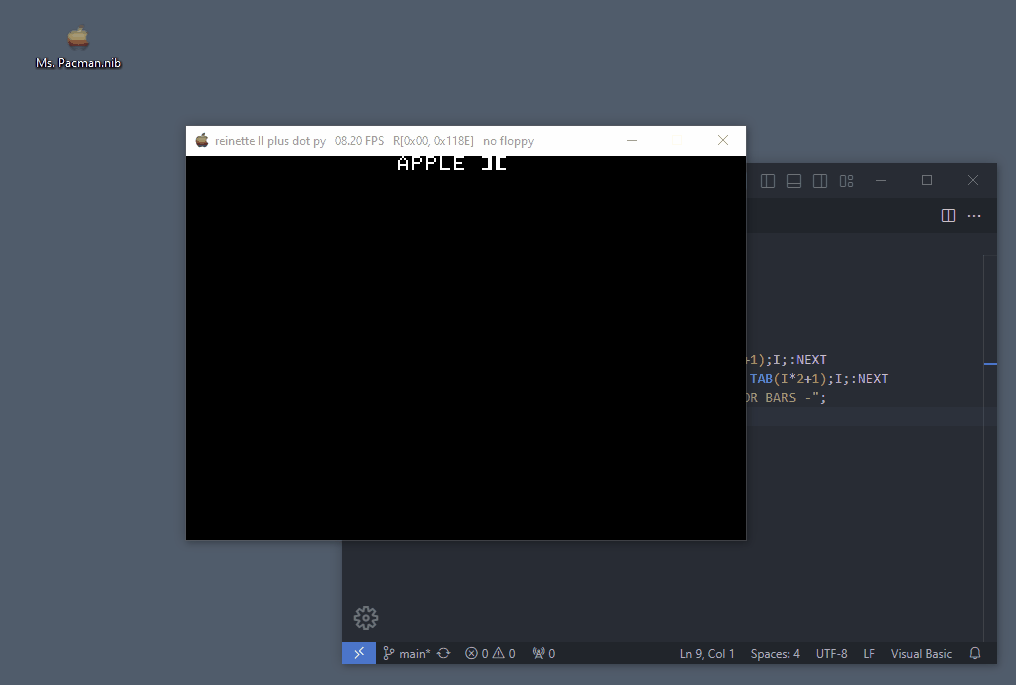 Ms. Pacman.nib
reinette II plus dot py 08.20 FPS R[0x00, 0x118E] no floppy
APPLE ][
+1);I;:NEXT
TAB(I*2+1);I;:NEXT
OR BARS -";
main* 0 0 0 Ln 9, Col 1 Spaces: 4 UTF-8 LF Visual Basic